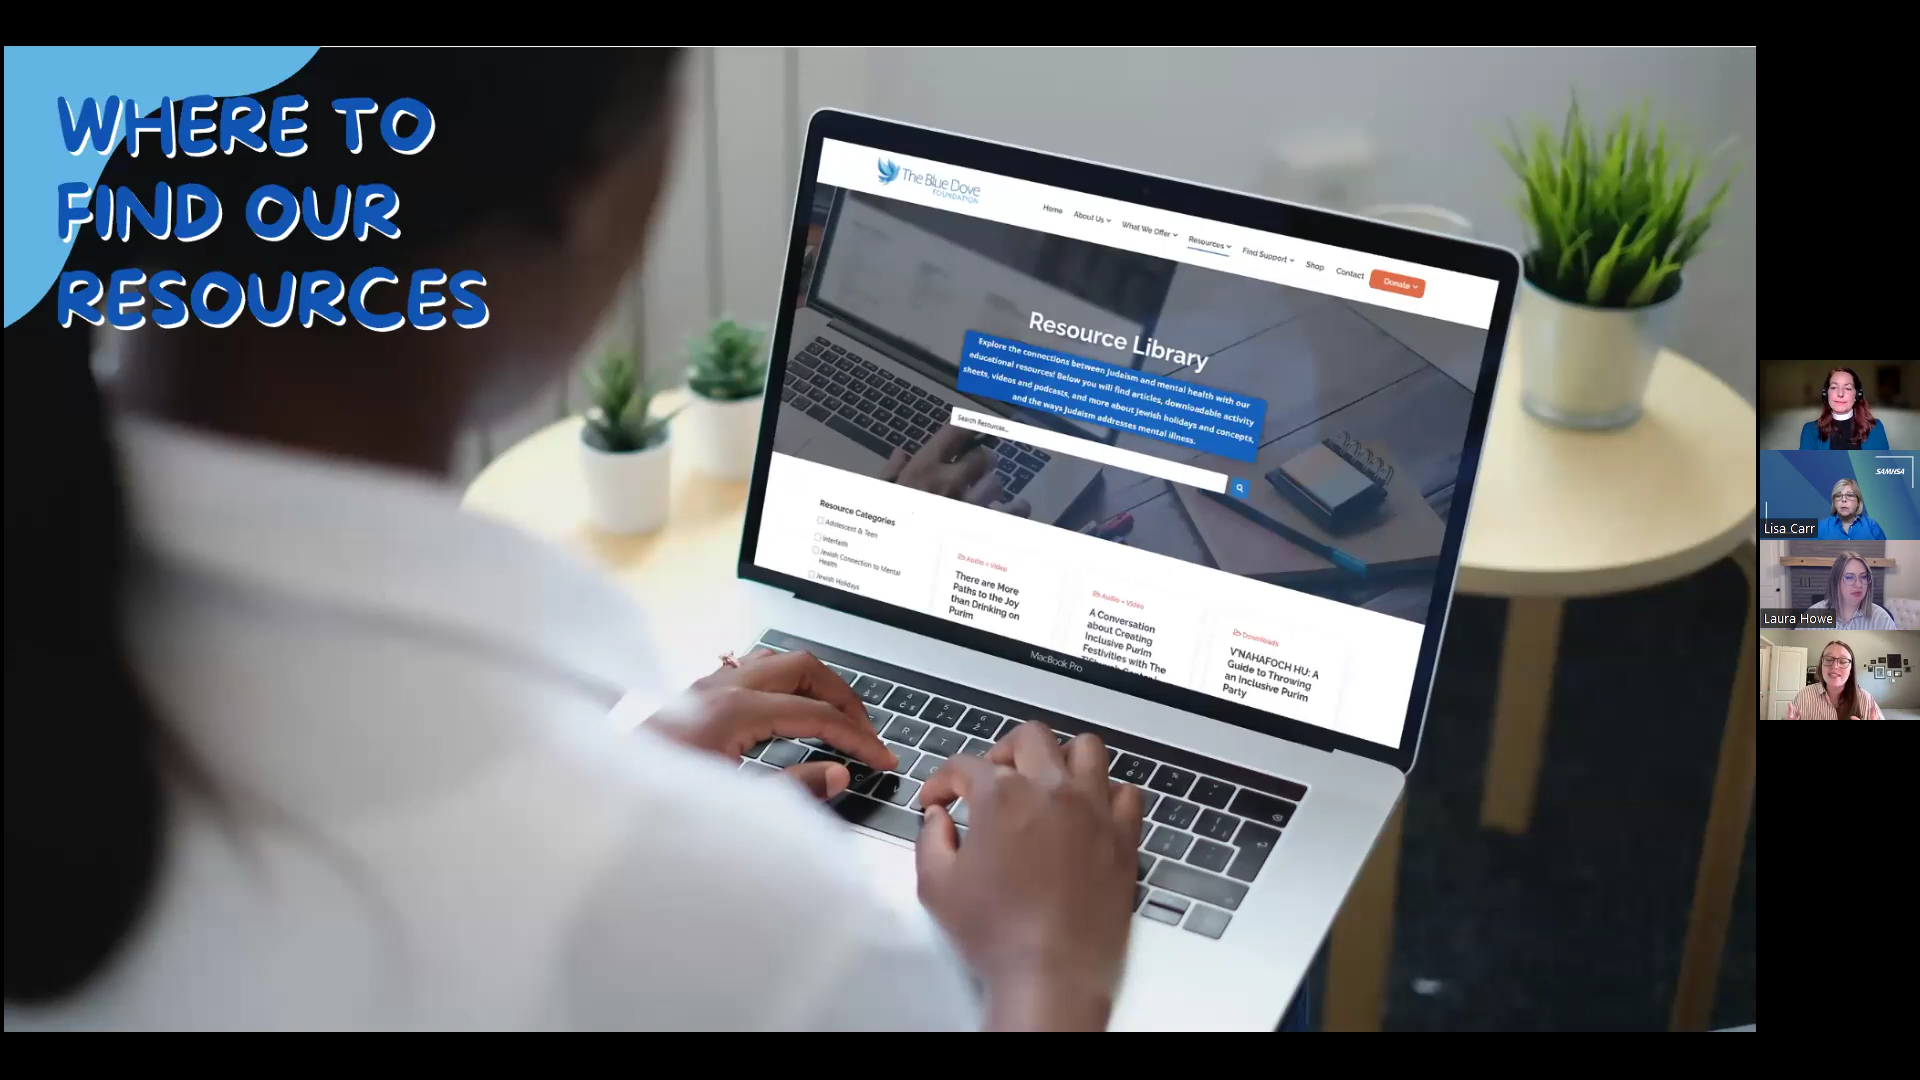 WHERE TO
FIND OUR
RESOURCES
The Blue Dove
FOUNDATION
Home
About Us
What We Offer
Resources
Find Support
Shop
Contact
Donate
Resource Library
Explore the connections between Judaism and mental health with our
educational resources! Below you will find articles, downloadable activity
sheets, videos and podcasts, and more about Jewish holidays and concepts,
and the ways Judaism addresses mental illness.
Search Resources...
Resource Categories
Adolescent & Teen
Interfaith
Jewish Connection to Mental
Health
Jewish Holidays
Audio + Video
There are More
Paths to the Joy
than Drinking on
Purim
Audio + Video
A Conversation
about Creating
Inclusive Purim
Festivities with The
Downloads
V'NAHAFOCH HU: A
Guide to Throwing
an Inclusive Purim
Party
MacBook Pro
SAMHSA
Lisa Carr
Laura Howe